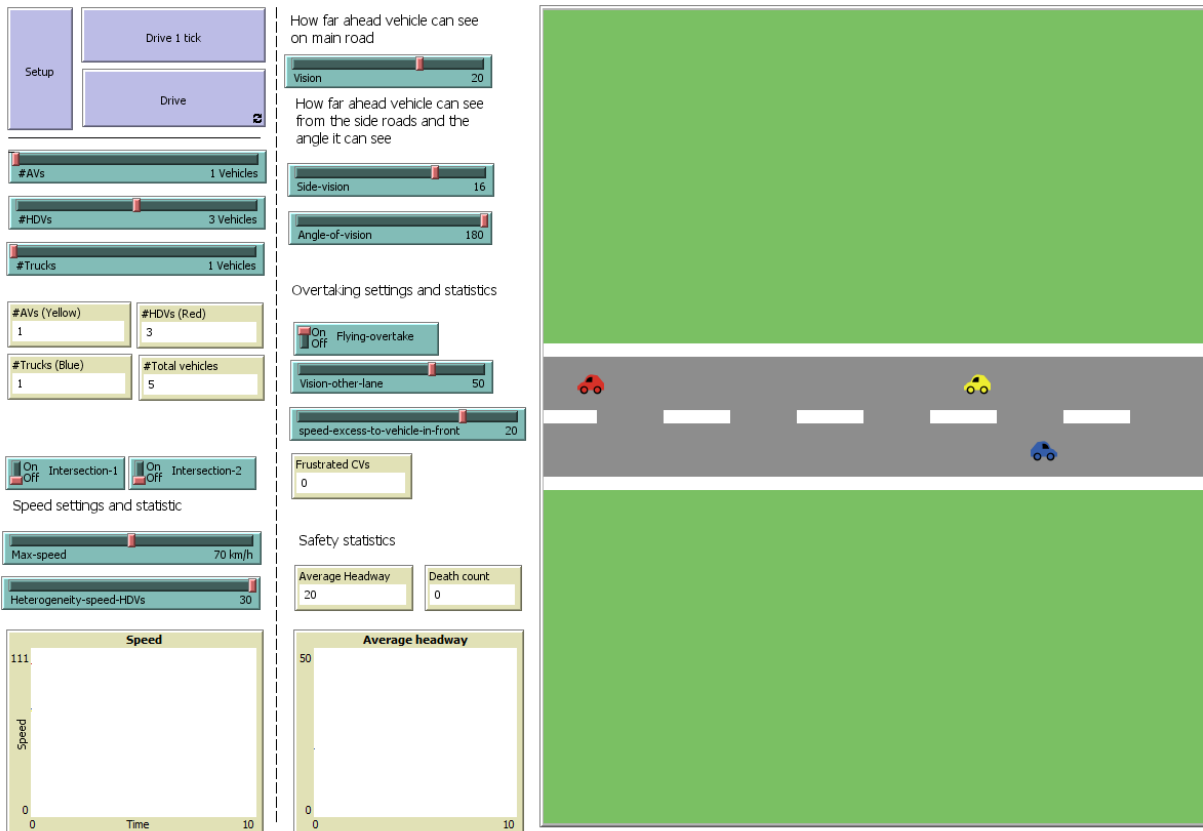 Setup
Drive 1 tick
Drive
#AVs 1 Vehicles
#HDVs 3 Vehicles
#Trucks 1 Vehicles
#AVs (Yellow)
1
#HDVs (Red)
3
#Trucks (Blue)
1
#Total vehicles
5
On
Off
Intersection-1
On
Off
Intersection-2
Speed settings and statistic
Max-speed 70 km/h
Heterogeneity-speed-HDVs 30
Speed
111
Speed
0
0 Time 10
How far ahead vehicle can see
on main road
Vision 20
How far ahead vehicle can see
from the side roads and the
angle it can see
Side-vision 16
Angle-of-vision 180
Overtaking settings and statistics
On
Off
Flying-overtake
Vision-other-lane 50
speed-excess-to-vehicle-in-front 20
Frustrated CVs
0
Safety statistics
Average Headway
20
Death count
0
Average headway
50
0
0 10